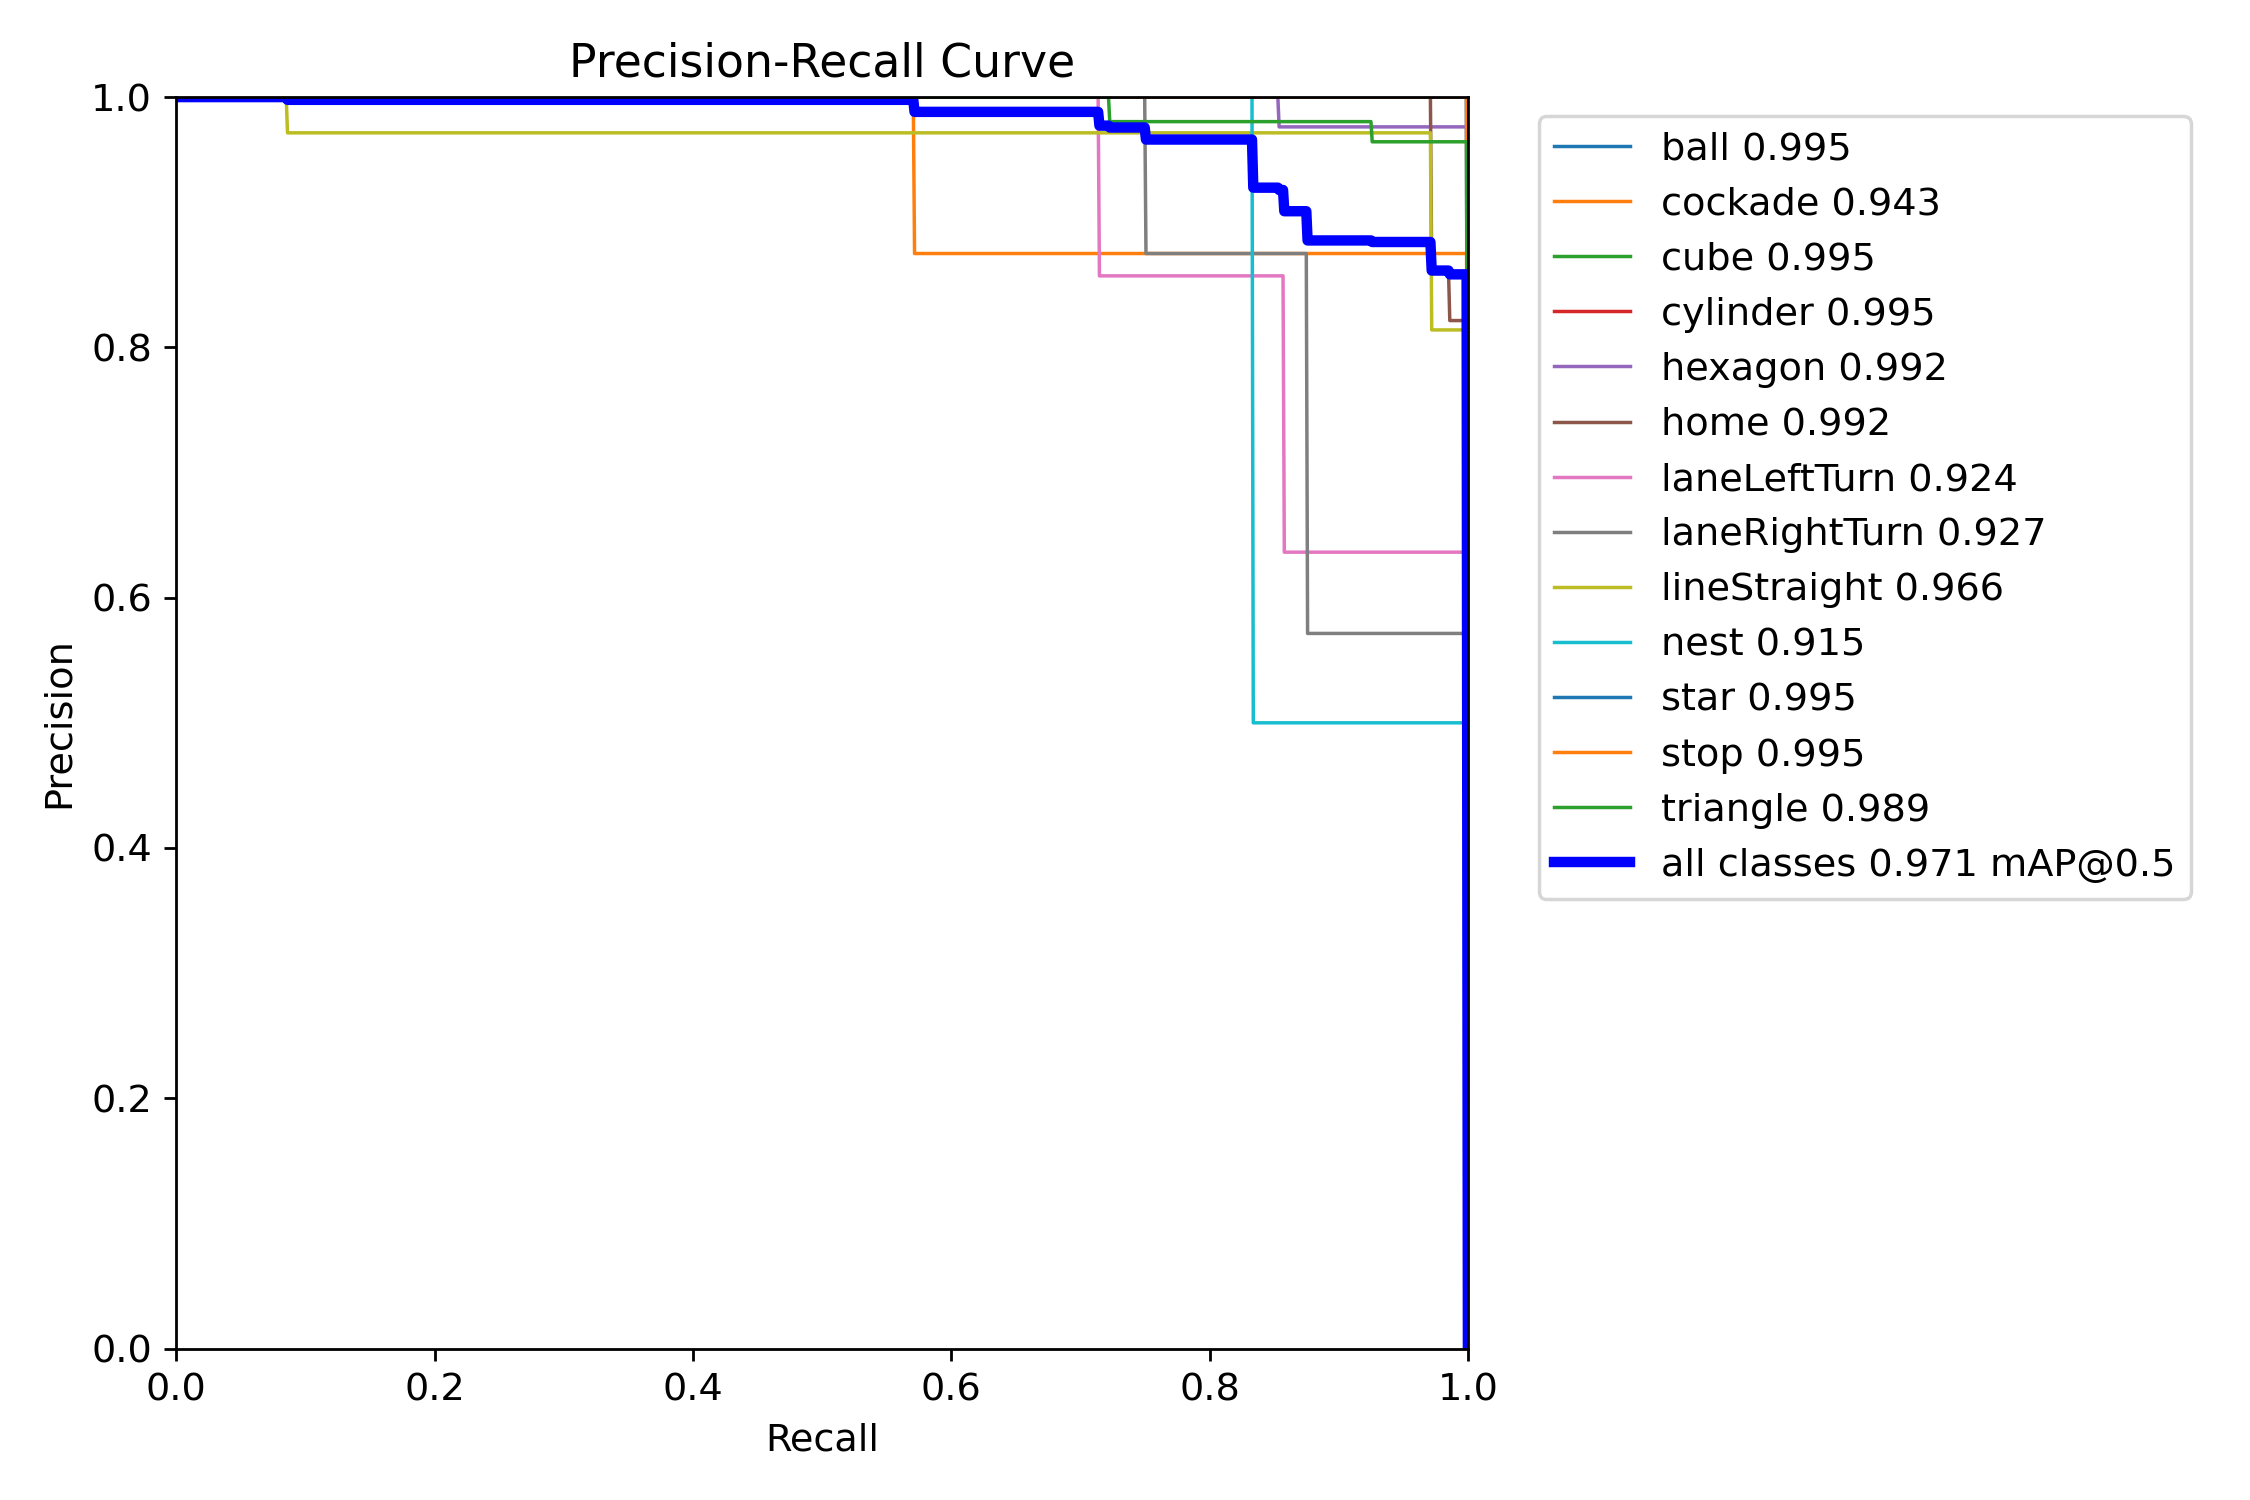 Precision-Recall Curve
1.0
0.8
0.6
0.4
0.2
0.0
Precision
0.0 0.2 0.4 0.6 0.8 1.0
Recall
ball 0.995
cockade 0.943
cube 0.995
cylinder 0.995
hexagon 0.992
home 0.992
laneLeftTurn 0.924
laneRightTurn 0.927
lineStraight 0.966
nest 0.915
star 0.995
stop 0.995
triangle 0.989
all classes 0.971 mAP@0.5